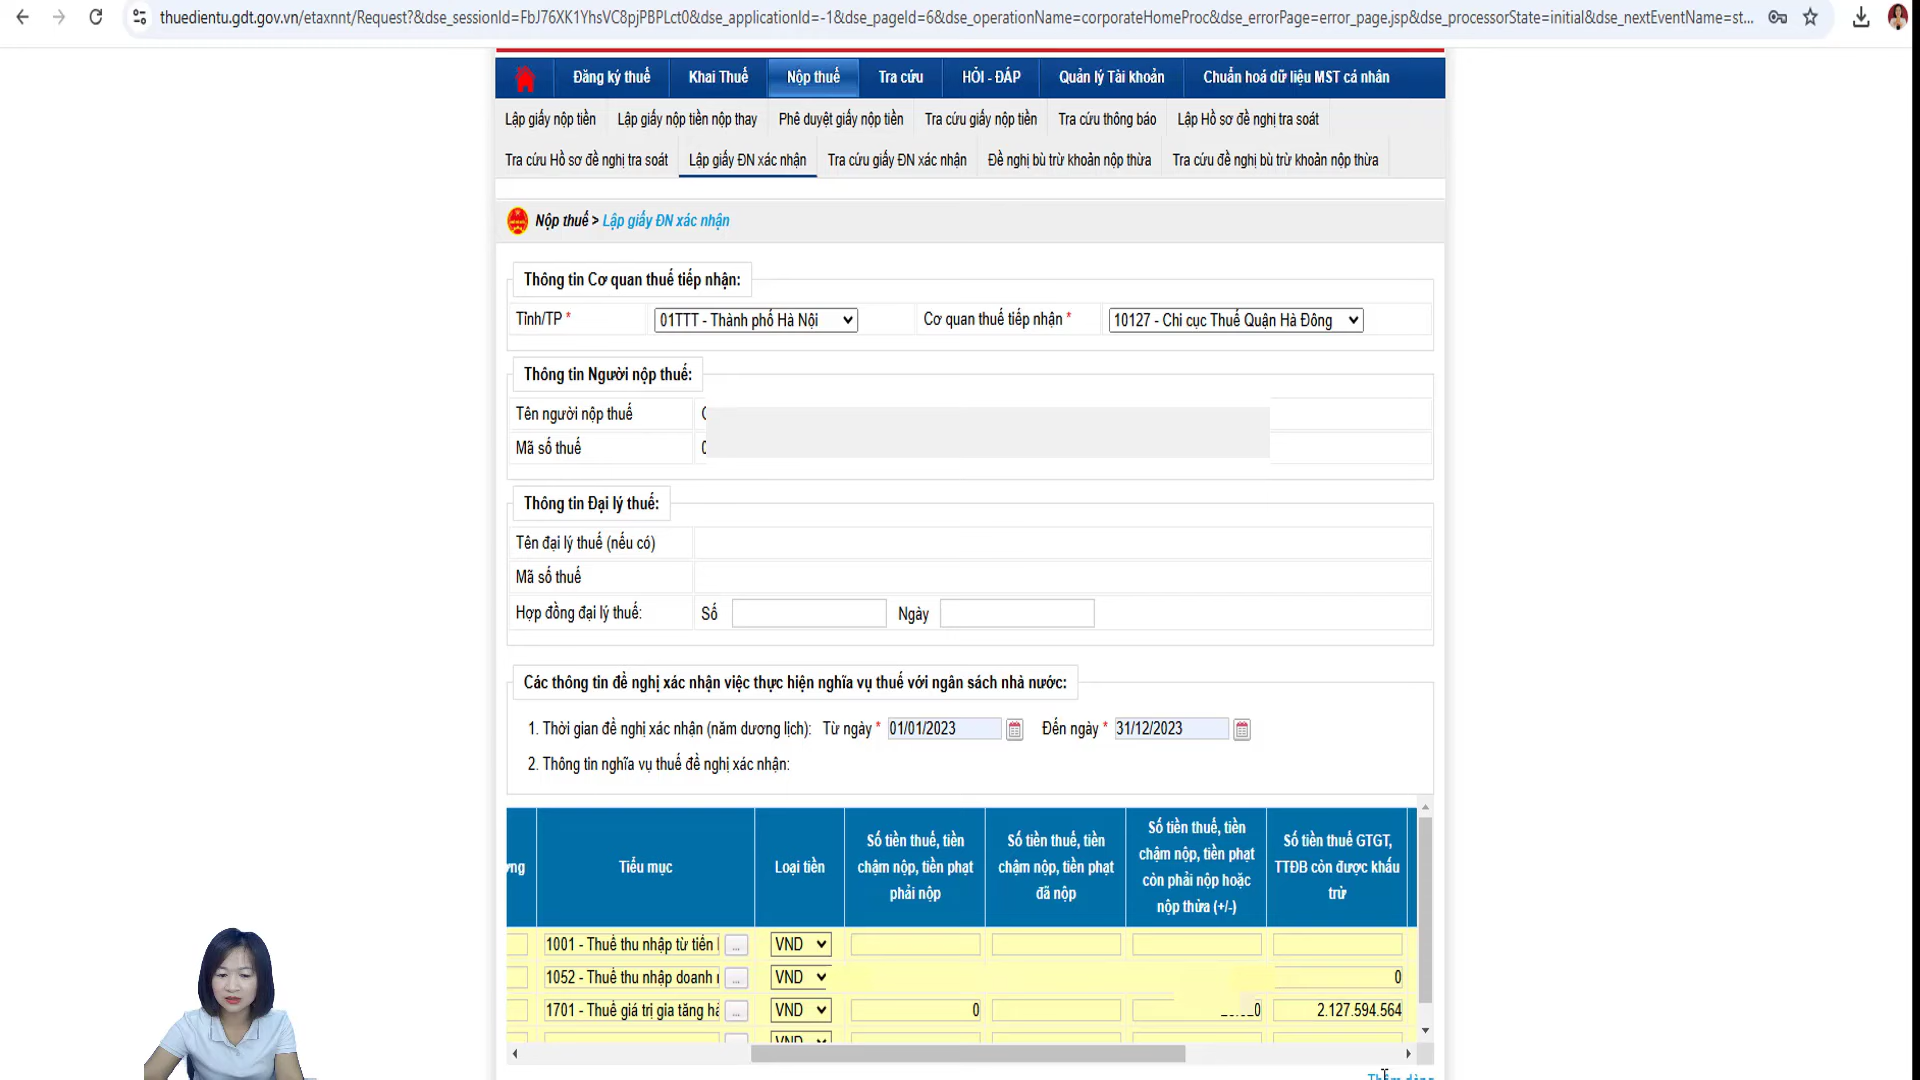 thuedientu.gdt.gov.vn/etaxnnt/Request?&dse_sessionId=FbJ76XK1YhsVC8pjPBPLct0&dse_applicationId=-1&dse_pageId=6&dse_operationName=corporateHomeProc&dse_errorPage=error_page.jsp&dse_processorState=initial&dse_nextEventName=st...
Đăng ký thuế Khai Thuế Nộp thuế Tra cứu HỎI - ĐÁP Quản lý Tài khoản Chuẩn hoá dữ liệu MST cá nhân
Lập giấy nộp tiền Lập giấy nộp tiền nộp thay Phê duyệt giấy nộp tiền Tra cứu giấy nộp tiền Tra cứu thông báo Lập Hồ sơ đề nghị tra soát
Tra cứu Hồ sơ đề nghị tra soát Lập giấy ĐN xác nhận Tra cứu giấy ĐN xác nhận Đề nghị bù trừ khoản nộp thừa Tra cứu đề nghị bù trừ khoản nộp thừa
Nộp thuế > Lập giấy ĐN xác nhận
Thông tin Cơ quan thuế tiếp nhận:
Tỉnh/TP * 01TTT - Thành phố Hà Nội Cơ quan thuế tiếp nhận * 10127 - Chi cục Thuế Quận Hà Đông
Thông tin Người nộp thuế:
Tên người nộp thuế
Mã số thuế
Thông tin Đại lý thuế:
Tên đại lý thuế (nếu có)
Mã số thuế
Hợp đồng đại lý thuế: Số Ngày
Các thông tin đề nghị xác nhận việc thực hiện nghĩa vụ thuế với ngân sách nhà nước:
1. Thời gian đề nghị xác nhận (năm dương lịch): Từ ngày * 01/01/2023 Đến ngày * 31/12/2023
2. Thông tin nghĩa vụ thuế đề nghị xác nhận:
Tiểu mục
Loại tiền
Số tiền thuế, tiền
chậm nộp, tiền phạt
phải nộp
Số tiền thuế, tiền
chậm nộp, tiền phạt
đã nộp
Số tiền thuế, tiền
chậm nộp, tiền phạt
còn phải nộp hoặc
nộp thừa (+/-)
Số tiền thuế GTGT,
TTĐB còn được khấu
trừ
1001 - Thuế thu nhập từ tiền ... VND
1052 - Thuế thu nhập doanh ... VND 0
1701 - Thuế giá trị gia tăng ... VND 0 2.127.594.564
VND